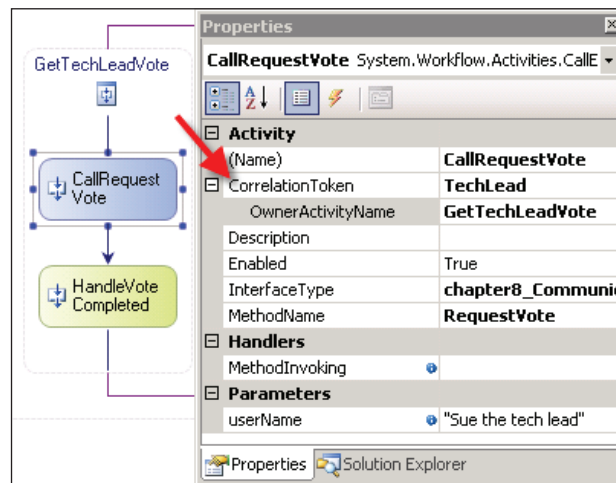 GetTechLeadVote
CallRequest
Vote
HandleVote
Completed
Properties
CallRequestVote System.Workflow.Activities.CallE
Activity
(Name) CallRequestVote
CorrelationToken TechLead
OwnerActivityName GetTechLeadVote
Description
Enabled True
InterfaceType chapter8_Communic
MethodName RequestVote
Handlers
MethodInvoking
Parameters
userName "Sue the tech lead"
Properties Solution Explorer